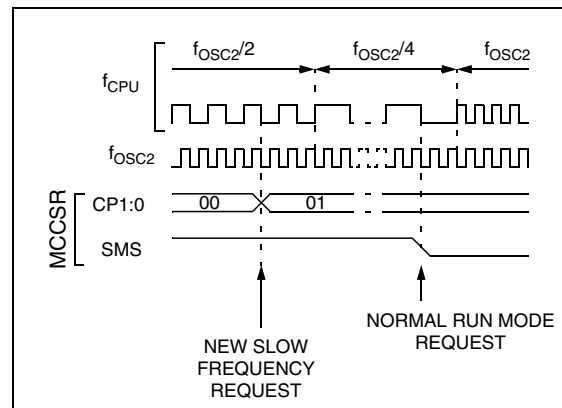 fOSC2/2 fOSC2/4 fOSC2
fCPU
fOSC2
MCCSR
CP1:0 00 01
SMS
NEW SLOW
FREQUENCY
REQUEST
NORMAL RUN MODE
REQUEST